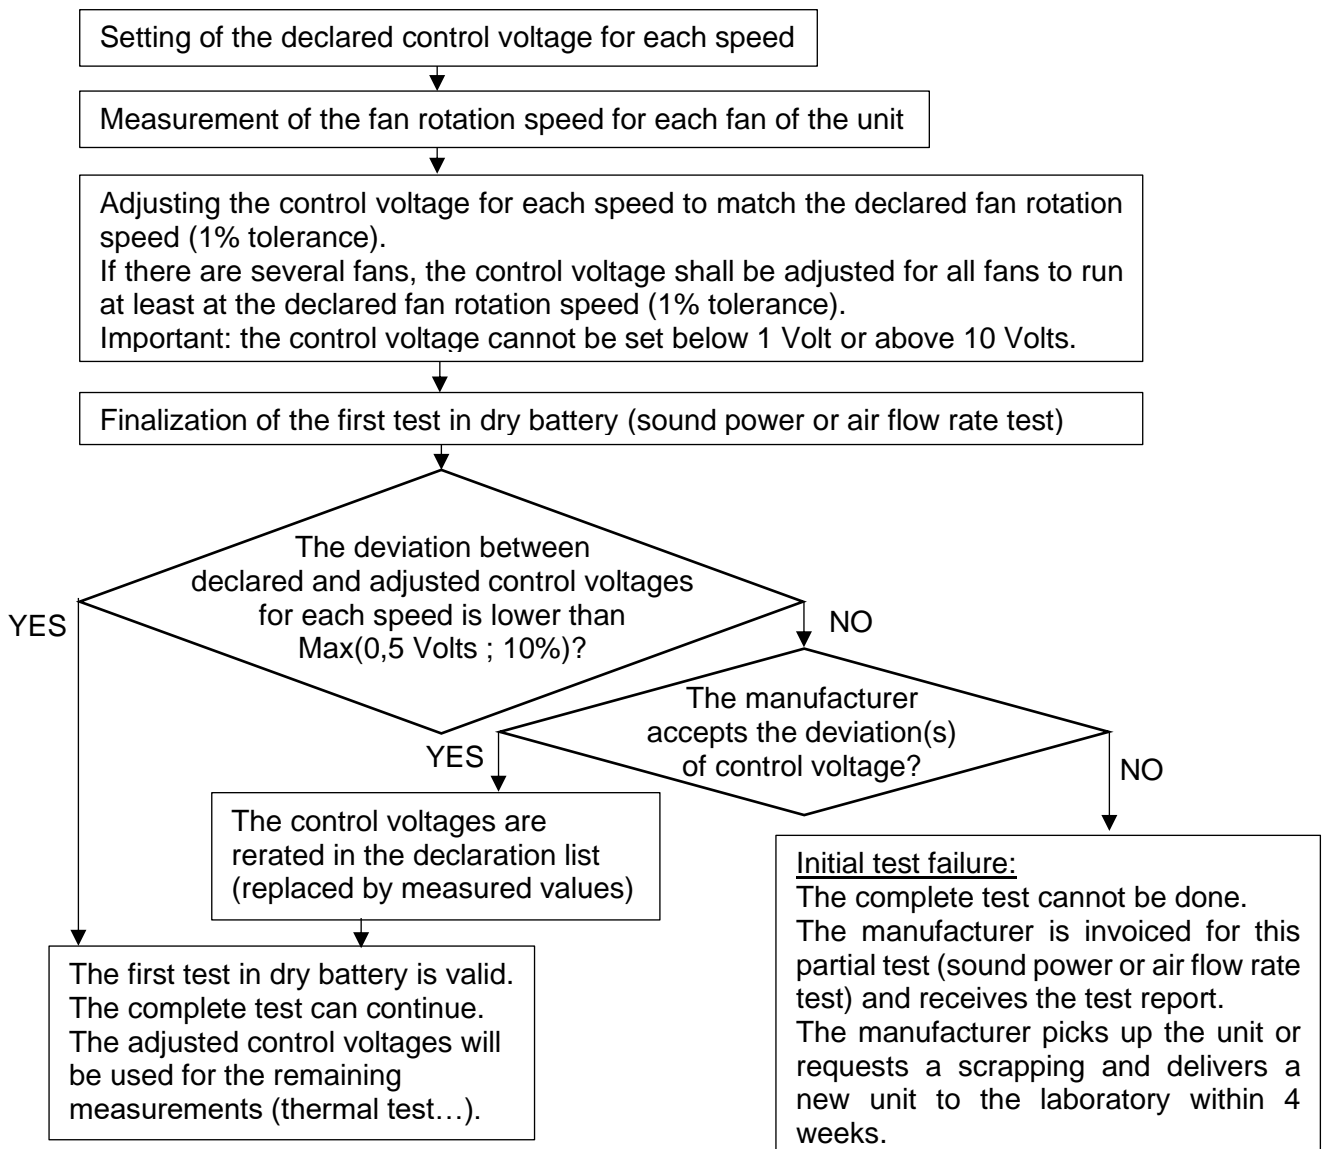 Setting of the declared control voltage for each speed
Measurement of the fan rotation speed for each fan of the unit
Adjusting the control voltage for each speed to match the declared fan rotation
speed (1% tolerance).
If there are several fans, the control voltage shall be adjusted for all fans to run
at least at the declared fan rotation speed (1% tolerance).
Important: the control voltage cannot be set below 1 Volt or above 10 Volts.
Finalization of the first test in dry battery (sound power or air flow rate test)
The deviation between
declared and adjusted control voltages
for each speed is lower than
Max(0,5 Volts ; 10%)?
YES
NO
The manufacturer
accepts the deviation(s)
of control voltage?
YES
NO
The control voltages are
rerated in the declaration list
(replaced by measured values)
Initial test failure:
The complete test cannot be done.
The manufacturer is invoiced for this
partial test (sound power or air flow rate
test) and receives the test report.
The manufacturer picks up the unit or
requests a scrapping and delivers a
new unit to the laboratory within 4
weeks.
The first test in dry battery is valid.
The complete test can continue.
The adjusted control voltages will
be used for the remaining
measurements (thermal test…).